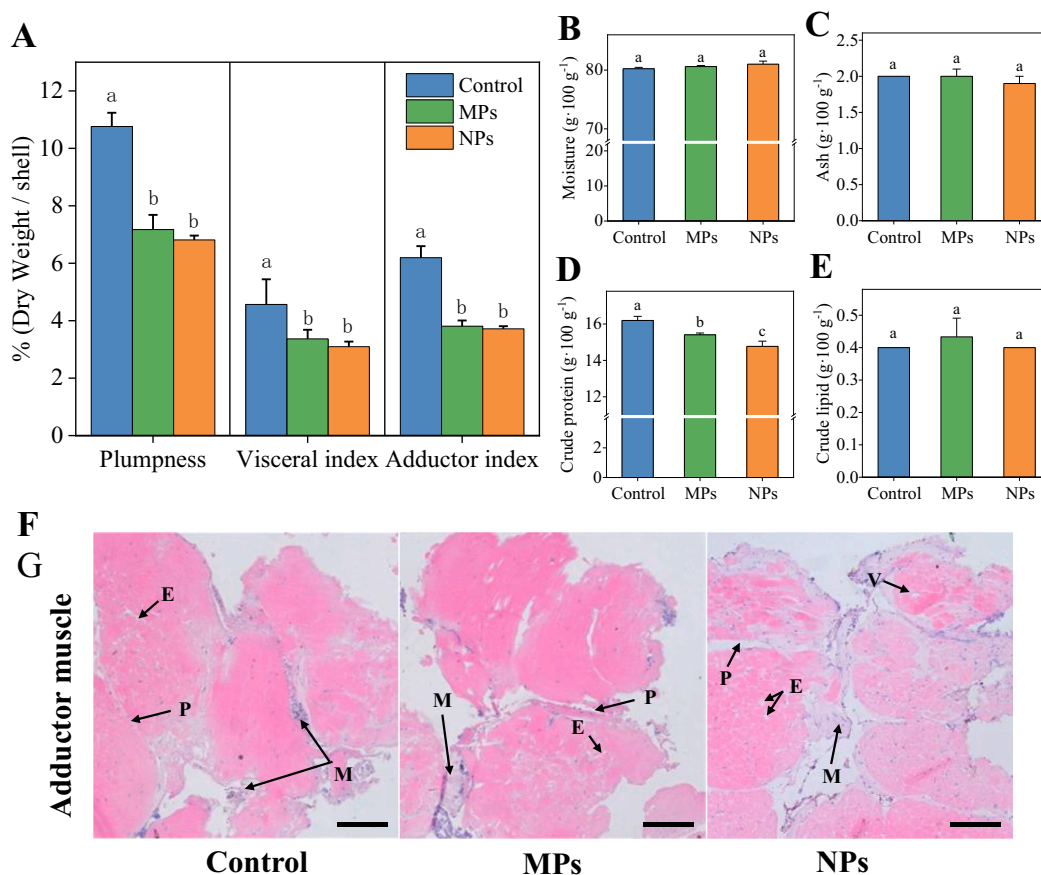 A
% (Dry Weight / shell)
0
2
4
6
8
10
12
a
b
b
a
b
b
a
b
b
Control
MPs
NPs
Plumpness
Visceral index
Adductor index
B
Moisture (g·100 g⁻¹)
80
70
20
10
0
a
a
a
Control
MPs
NPs
C
Ash (g·100 g⁻¹)
2.5
2.0
1.5
1.0
0.5
0.0
a
a
a
Control
MPs
NPs
D
Crude protein (g·100 g⁻¹)
16
14
12
2
0
a
b
c
Control
MPs
NPs
E
Crude lipid (g·100 g⁻¹)
0.5
0.4
0.3
0.2
0.1
0.0
a
a
a
Control
MPs
NPs
F
G
Adductor muscle
E
P
M
M
P
E
V
P
E
M
Control
MPs
NPs